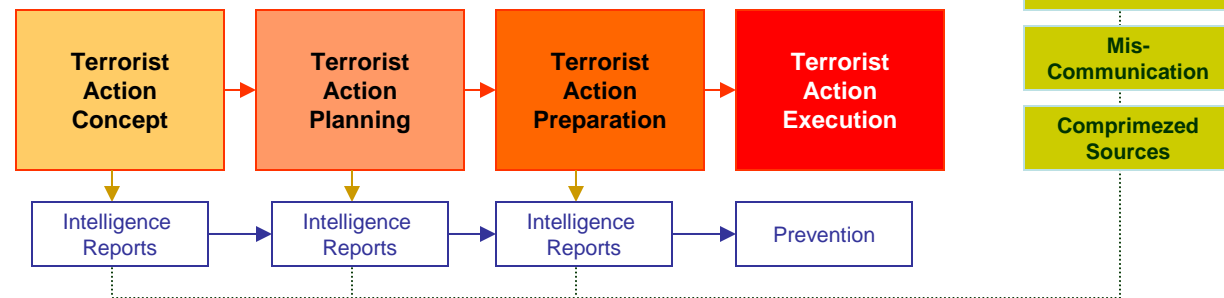 Terrorist
Action
Concept
Terrorist
Action
Planning
Terrorist
Action
Preparation
Terrorist
Action
Execution
Mis-
Communication
Comprimezed
Sources
Intelligence
Reports
Intelligence
Reports
Intelligence
Reports
Prevention